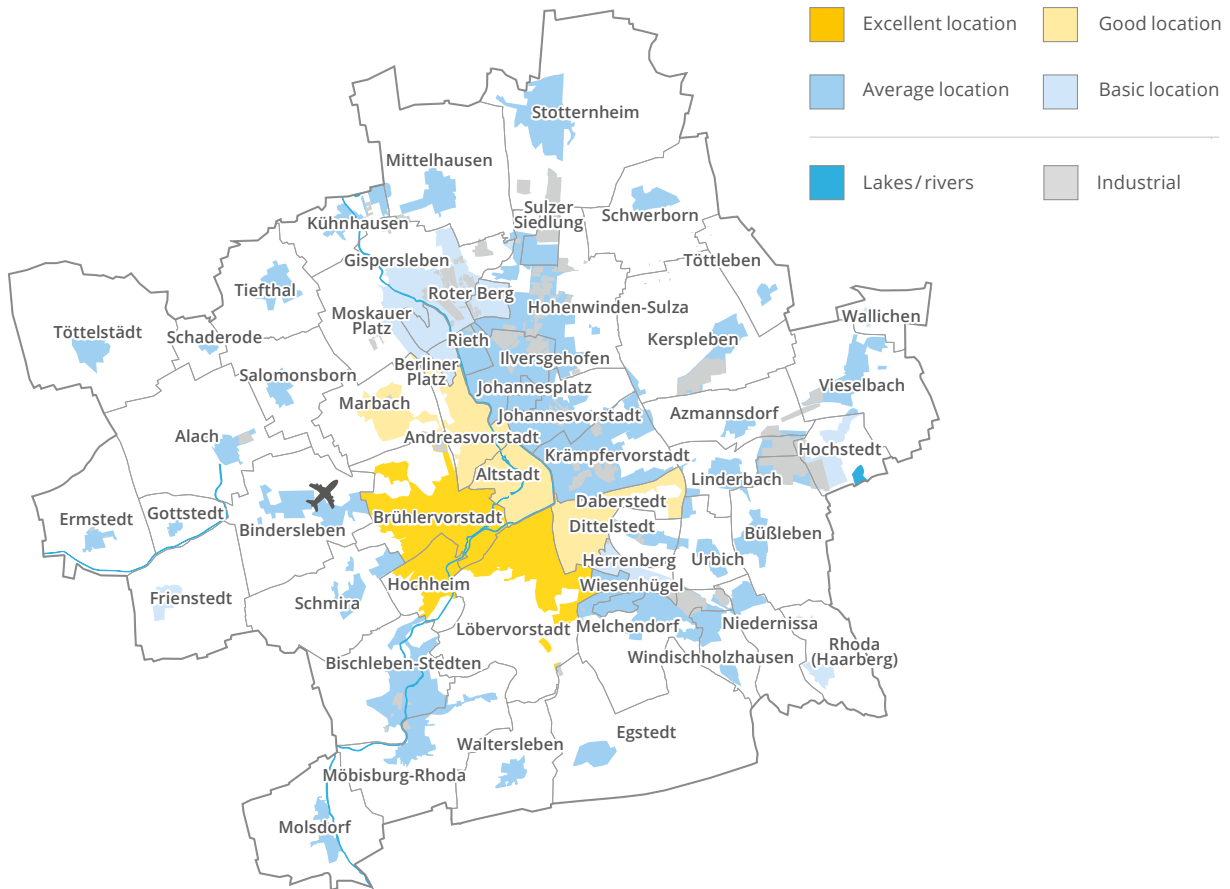 Excellent location
Good location
Average location
Basic location
Lakes/rivers
Industrial
Stotternheim
Mittelhausen
Sulzer
Siedlung
Schwerborn
Kühnhausen
Gispersleben
Töttleben
Tiefthal
Roter Berg
Hohenwinden-Sulza
Moskauer
Platz
Wallichen
Töttelstädt
Schaderode
Rieth
Kerspleben
Ilversgehofen
Berliner
Platz
Salomonsborn
Johannesplatz
Vieselbach
Marbach
Johannesvorstadt
Azmannsdorf
Alach
Andreasvorstadt
Krämpfervorstadt
Hochstedt
Altstadt
Linderbach
Daberstedt
Ermstedt
Gottstedt
Brühlervorstadt
Dittelstedt
Bindersleben
Büßleben
Herrenberg
Urbich
Hochheim
Wiesenhügel
Frienstedt
Schmira
Löbervorstadt
Melchendorf
Niedernissa
Rhoda
(Haarberg)
Windischholzhausen
Bischleben-Stedten
Egstedt
Waltersleben
Möbisburg-Rhoda
Molsdorf